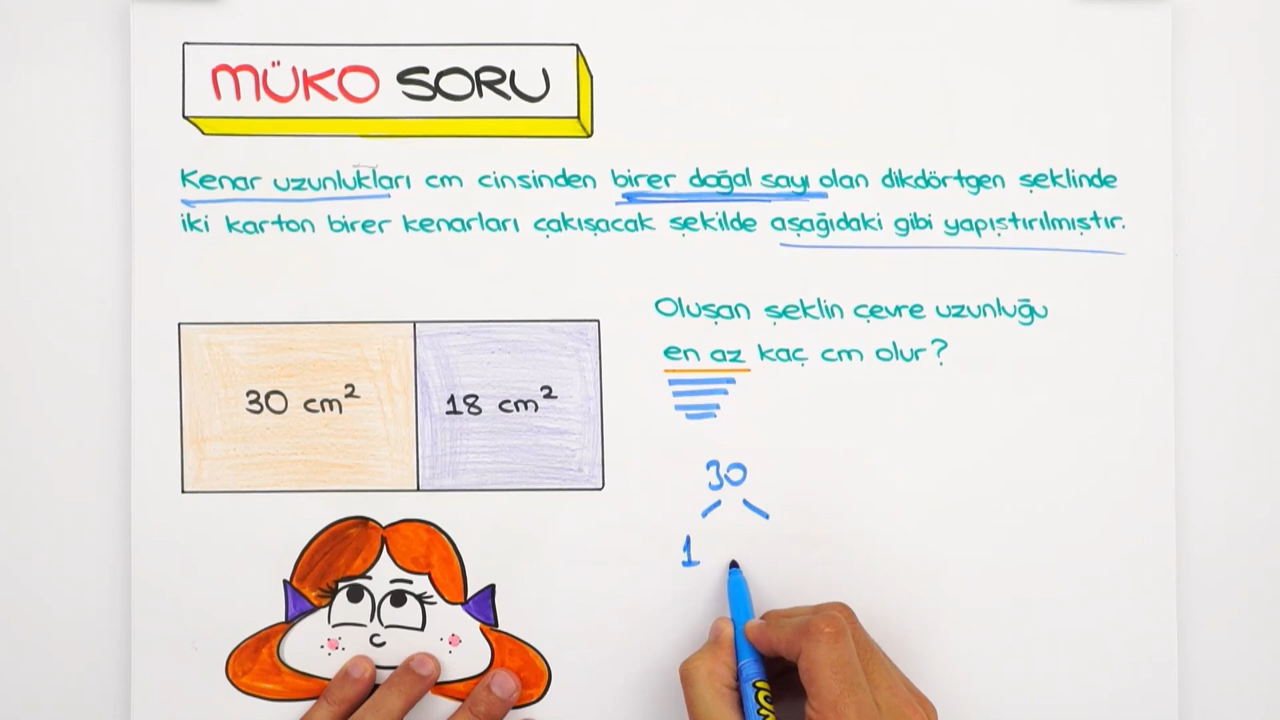 MÜKO SORU
Kenar uzunlukları cm cinsinden birer doğal sayı olan dikdörtgen şeklinde
iki karton birer kenarları çakışacak şekilde aşağıdaki gibi yapıştırılmıştır.
Oluşan şeklin çevre uzunluğu
en az kaç cm olur?
30 cm² 18 cm²
30
1